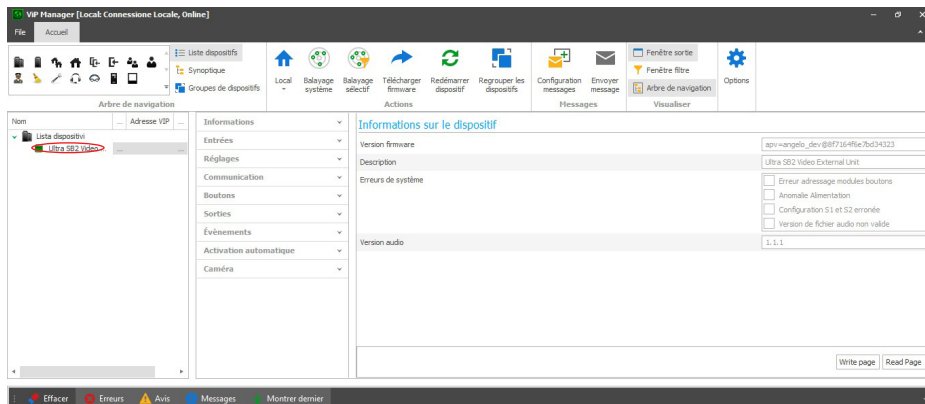 ViP Manager [Local: Connessione Locale, Online]
File Accueil
Liste dispositifs
Synoptique
Groupes de dispositifs
Local
Balayage système
Balayage sélectif
Télécharger firmware
Redémarrer dispositif
Regrouper les dispositifs
Configuration messages
Envoyer message
Fenêtre sortie
Fenêtre filtre
Arbre de navigation
Options
Arbre de navigation Actions Messages Visualiser
Nom ... Adresse VIP ...
Lista dispositivi
Ultra SB2 Video ... ... ...
Informations
Entrées
Réglages
Communication
Boutons
Sorties
Évènements
Activation automatique
Caméra
Informations sur le dispositif
Version firmware apv=angelo_dev@8f7164f6e7bd34323
Description Ultra SB2 Video External Unit
Erreurs de système
Erreur adressage modules boutons
Anomalie Alimentation
Configuration S1 et S2 erronée
Version de fichier audio non valide
Version audio 1.1.1
Write page Read Page
Effacer Erreurs Avis Messages Montrer dernier